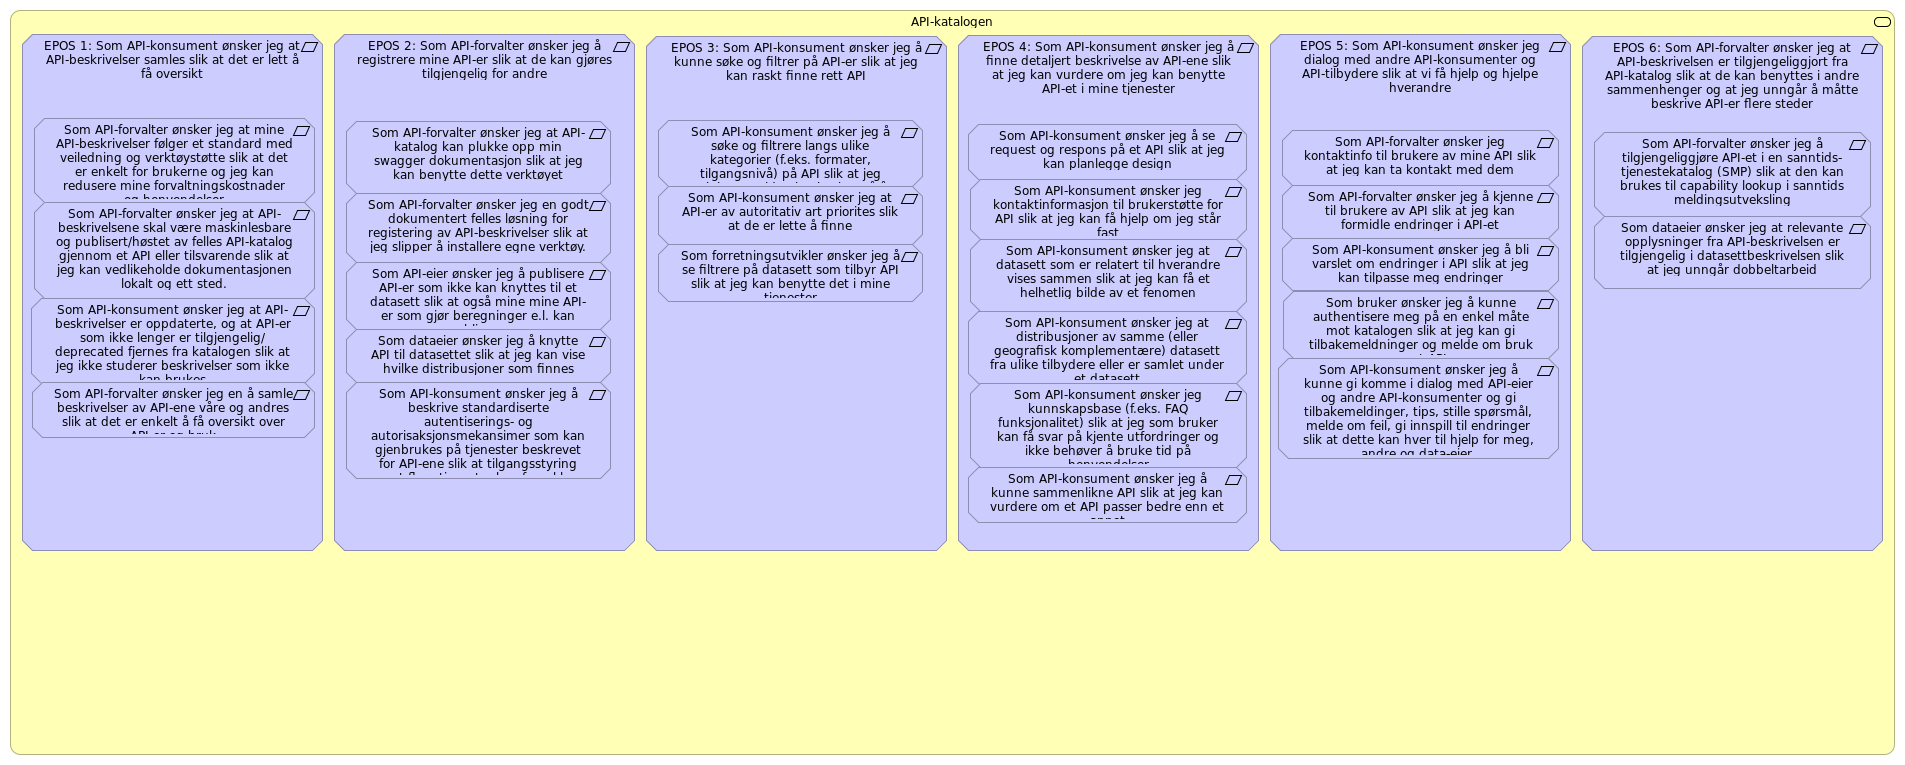 API-katalogen
EPOS 1: Som API-konsument ønsker jeg at
API-beskrivelser samles slik at det er lett å
få oversikt
Som API-forvalter ønsker jeg at mine
API-beskrivelser følger et standard med
veiledning og verktøystøtte slik at det
er enkelt for brukerne og jeg kan
redusere mine forvaltningskostnader
og henvendelser
Som API-forvalter ønsker jeg at API-
beskrivelsene skal være maskinlesbare
og publisert/høstet av felles API-katalog
gjennom et API eller tilsvarende slik at
jeg kan vedlikeholde dokumentasjonen
lokalt og ett sted.
Som API-konsument ønsker jeg at API-
beskrivelser er oppdaterte, og at API-er
som ikke lenger er tilgjengelig/
deprecated fjernes fra katalogen slik at
jeg ikke studerer beskrivelser som ikke
kan brukes
Som API-forvalter ønsker jeg en å samle
beskrivelser av API-ene våre og andres
slik at det er enkelt å få oversikt over
API-er og bruk
EPOS 2: Som API-forvalter ønsker jeg å
registrere mine API-er slik at de kan gjøres
tilgjengelig for andre
Som API-forvalter ønsker jeg at API-
katalog kan plukke opp min
swagger dokumentasjon slik at jeg
kan benytte dette verktøyet
Som API-forvalter ønsker jeg en godt
dokumentert felles løsning for
registering av API-beskrivelser slik at
jeg slipper å installere egne verktøy.
Som API-eier ønsker jeg å publisere
API-er som ikke kan knyttes til et
datasett slik at også mine mine API-
er som gjør beregninger e.l. kan
Som dataeier ønsker jeg å knytte
API til datasettet slik at jeg kan vise
hvilke distribusjoner som finnes
Som API-konsument ønsker jeg å
beskrive standardiserte
autentiserings- og
autorisaksjonsmekansimer som kan
gjenbrukes på tjenester beskrevet
for API-ene slik at tilgangsstyring
EPOS 3: Som API-konsument ønsker jeg å
kunne søke og filtrer på API-er slik at jeg
kan raskt finne rett API
Som API-konsument ønsker jeg å
søke og filtrere langs ulike
kategorier (f.eks. formater,
tilgangsnivå) på API slik at jeg
Som API-konsument ønsker jeg at
API-er av autoritativ art priorites slik
at de er lette å finne
Som forretningsutvikler ønsker jeg å
se filtrere på datasett som tilbyr API
slik at jeg kan benytte det i mine
tjenester
EPOS 4: Som API-konsument ønsker jeg å
finne detaljert beskrivelse av API-ene slik
at jeg kan vurdere om jeg kan benytte
API-et i mine tjenester
Som API-konsument ønsker jeg å se
request og respons på et API slik at jeg
kan planlegge design
Som API-konsument ønsker jeg
kontaktinformasjon til brukerstøtte for
API slik at jeg kan få hjelp om jeg står
fast
Som API-konsument ønsker jeg at
datasett som er relatert til hverandre
vises sammen slik at jeg kan få et
helhetlig bilde av et fenomen
Som API-konsument ønsker jeg at
distribusjoner av samme (eller
geografisk komplementære) datasett
fra ulike tilbydere eller er samlet under
et datasett
Som API-konsument ønsker jeg
kunnskapsbase (f.eks. FAQ
funksjonalitet) slik at jeg som bruker
kan få svar på kjente utfordringer og
ikke behøver å bruke tid på
henvendelser
Som API-konsument ønsker jeg å
kunne sammenlikne API slik at jeg kan
vurdere om et API passer bedre enn et
annet
EPOS 5: Som API-konsument ønsker jeg
dialog med andre API-konsumenter og
API-tilbydere slik at vi få hjelp og hjelpe
hverandre
Som API-forvalter ønsker jeg
kontaktinfo til brukere av mine API slik
at jeg kan ta kontakt med dem
Som API-forvalter ønsker jeg å kjenne
til brukere av API slik at jeg kan
formidle endringer i API-et
Som API-konsument ønsker jeg å bli
varslet om endringer i API slik at jeg
kan tilpasse meg endringer
Som bruker ønsker jeg å kunne
authentisere meg på en enkel måte
mot katalogen slik at jeg kan gi
tilbakemeldninger og melde om bruk
Som API-konsument ønsker jeg å
kunne gi komme i dialog med API-eier
og andre API-konsumenter og gi
tilbakemeldinger, tips, stille spørsmål,
melde om feil, gi innspill til endringer
slik at dette kan hver til hjelp for meg,
andre og data-eier
EPOS 6: Som API-forvalter ønsker jeg at
API-beskrivelsen er tilgjengeliggjort fra
API-katalog slik at de kan benyttes i andre
sammenhenger og at jeg unngår å måtte
beskrive API-er flere steder
Som API-forvalter ønsker jeg å
tilgjengeliggjøre API-et i en sanntids-
tjenestekatalog (SMP) slik at den kan
brukes til capability lookup i sanntids
meldingsutveksling
Som dataeier ønsker jeg at relevante
opplysninger fra API-beskrivelsen er
tilgjengelig i datasettbeskrivelsen slik
at jeg unngår dobbeltarbeid